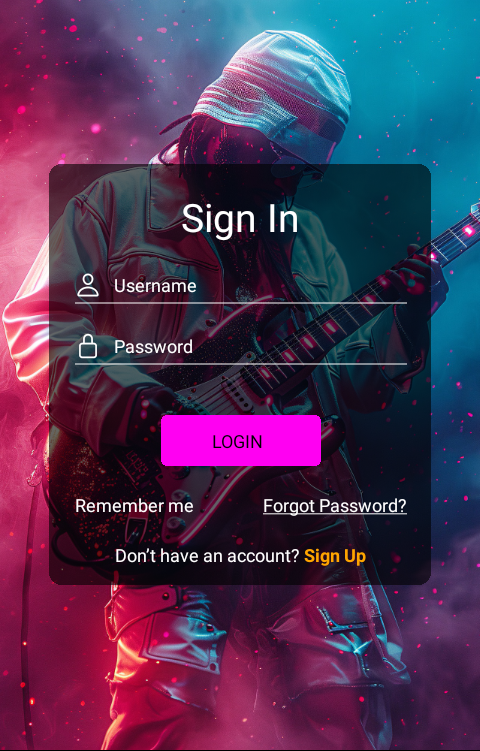 Sign In
Username
Password
LOGIN
Remember me Forgot Password?
Don’t have an account? Sign Up